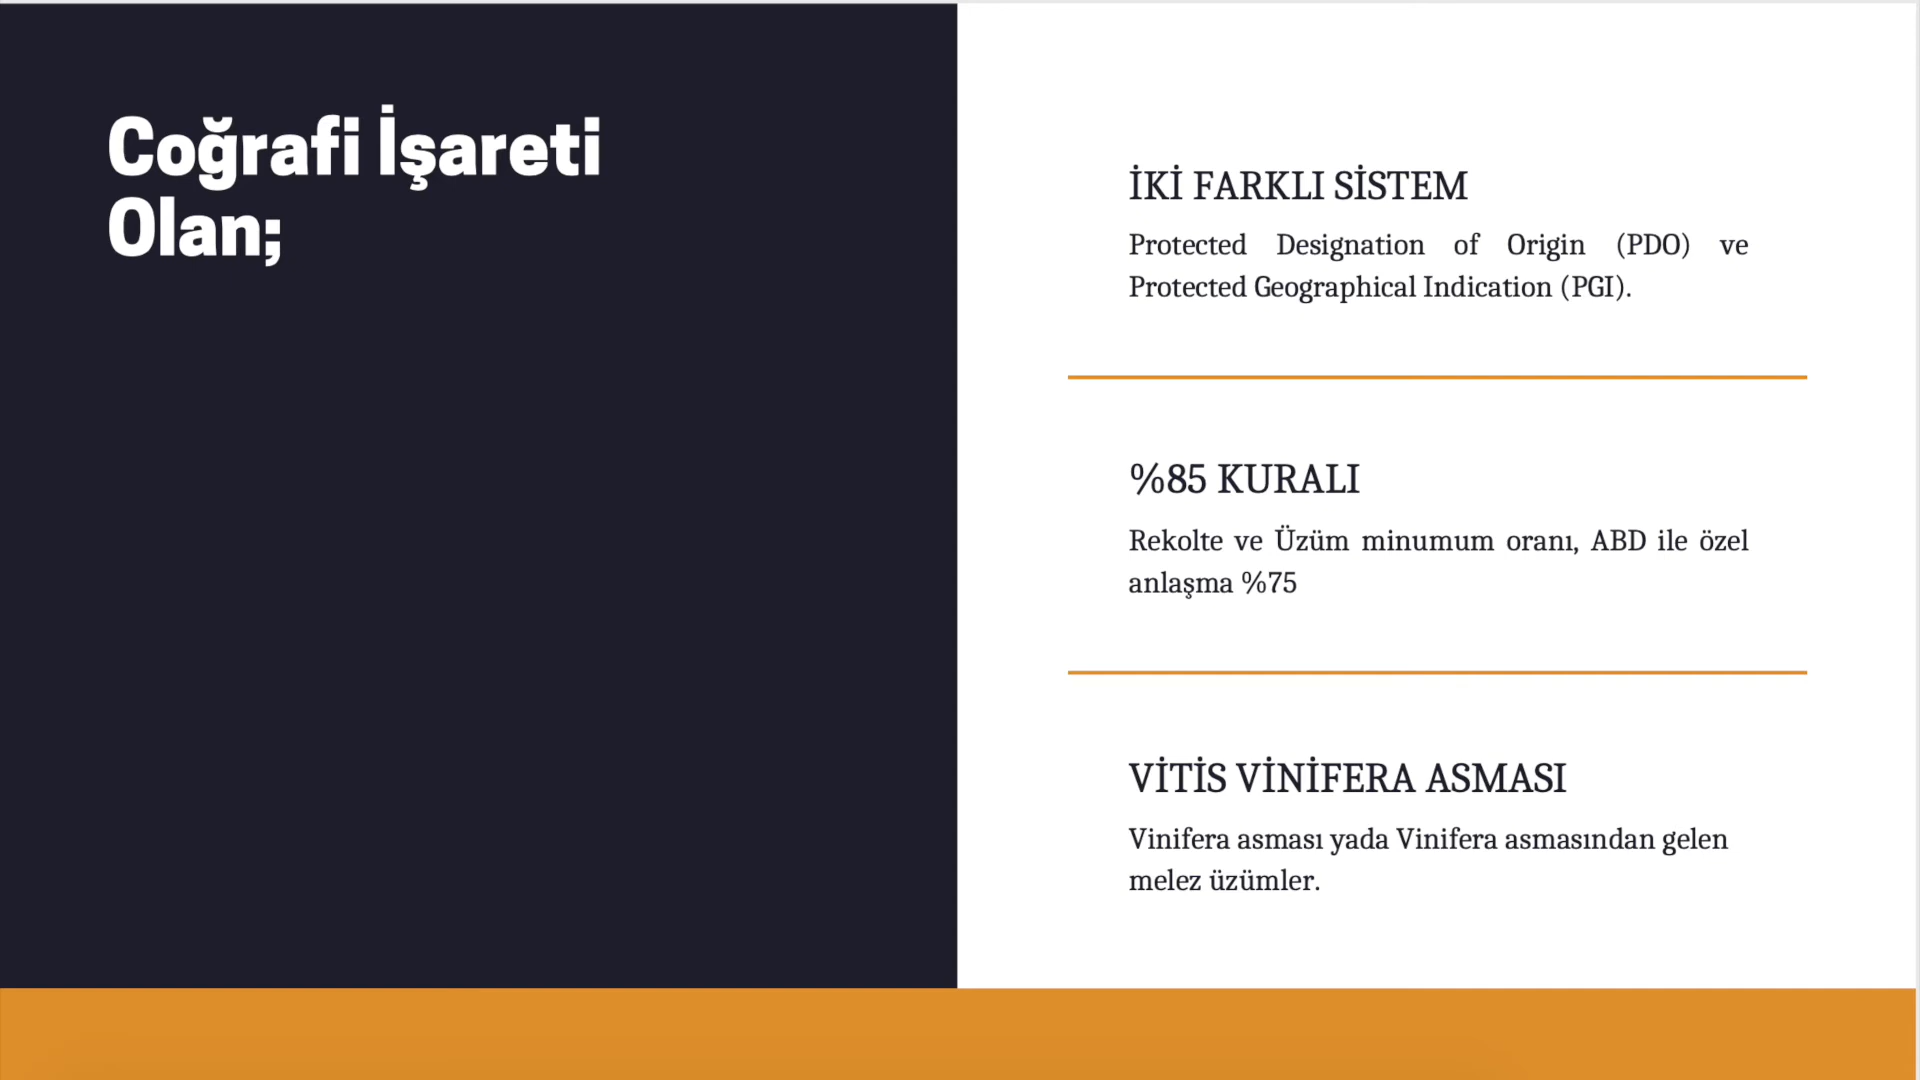 Coğrafi İşareti
Olan;
İKİ FARKLI SİSTEM
Protected Designation of Origin (PDO) ve
Protected Geographical Indication (PGI).
%85 KURALI
Rekolte ve Üzüm minumum oranı, ABD ile özel
anlaşma %75
VİTİS VİNİFERA ASMASI
Vinifera asması yada Vinifera asmasından gelen
melez üzümler.